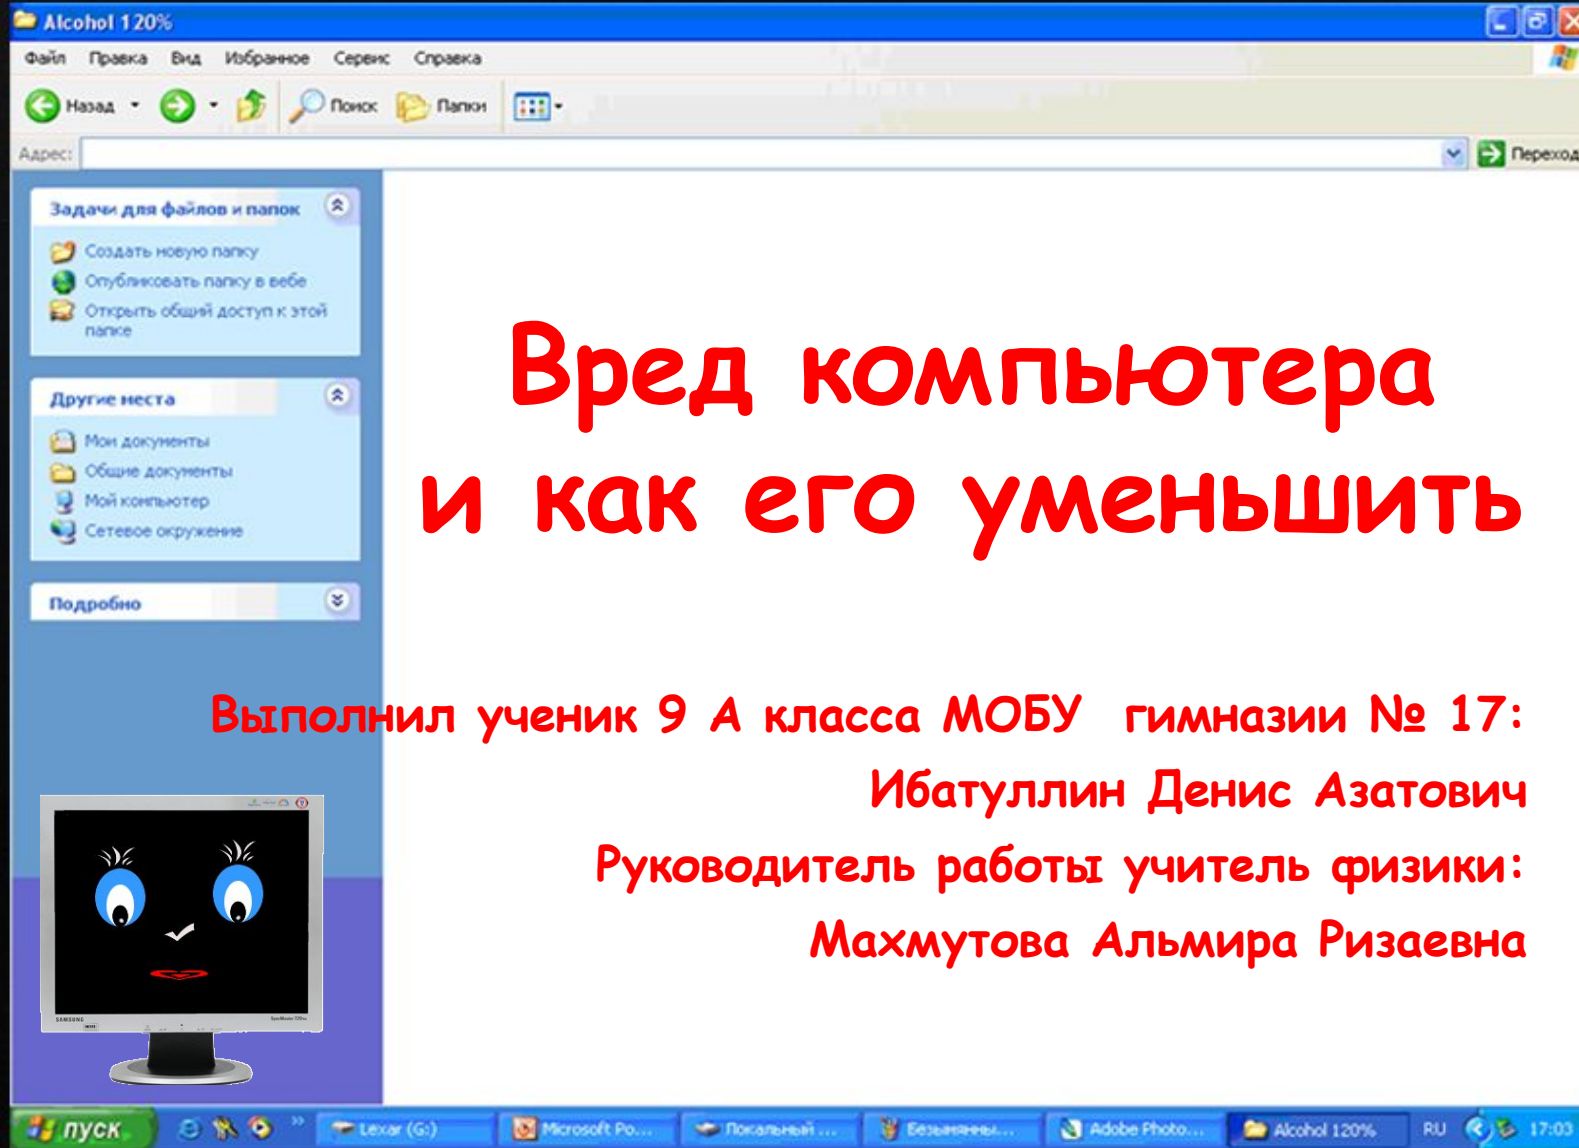 Alcohol 120%
Файл Правка Вид Избранное Сервис Справка
Назад Поиск Папки
Адрес: Переход
Задачи для файлов и папок
Создать новую папку
Опубликовать папку в вебе
Открыть общий доступ к этой
папке
Другие места
Мои документы
Общие документы
Мой компьютер
Сетевое окружение
Подробно
Вред компьютера
и как его уменьшить
Выполнил ученик 9 А класса МОБУ гимназии № 17:
Ибатуллин Денис Азатович
Руководитель работы учитель физики:
Махмутова Альмира Ризаевна
SAMSUNG
пуск Lexar (G:) Microsoft Po... Локальный ... Безымянны... Adobe Photo... Alcohol 120% RU 17:03